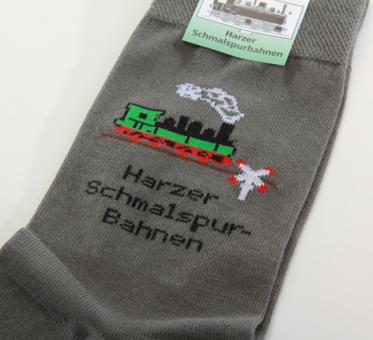 Harzer
Schmalspurbahnen
Harzer
Schmalspur-
Bahnen